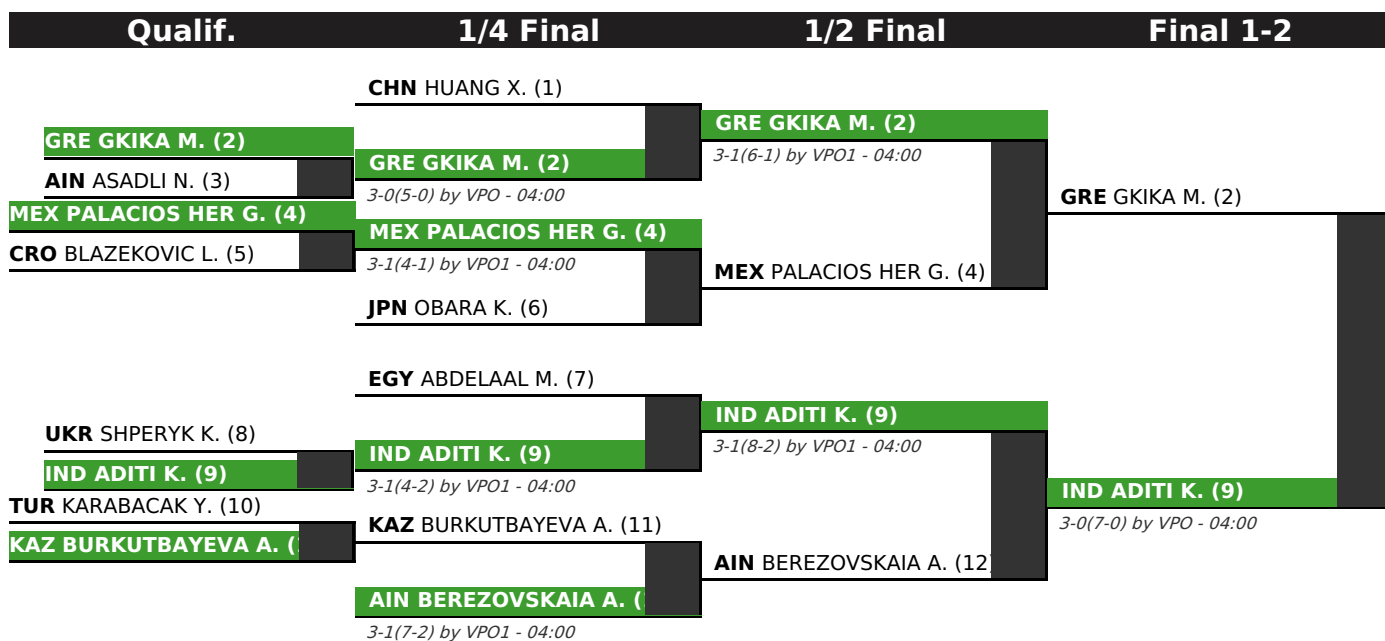 Qualif.
1/4 Final
1/2 Final
Final 1-2
GRE GKIKA M. (2)
AIN ASADLI N. (3)
MEX PALACIOS HER G. (4)
CRO BLAZEKOVIC L. (5)
UKR SHPERYK K. (8)
IND ADITI K. (9)
TUR KARABACAK Y. (10)
KAZ BURKUTBAYEVA A. (
CHN HUANG X. (1)
GRE GKIKA M. (2)
3-0(5-0) by VPO - 04:00
MEX PALACIOS HER G. (4)
3-1(4-1) by VPO1 - 04:00
JPN OBARA K. (6)
EGY ABDELAAL M. (7)
IND ADITI K. (9)
3-1(4-2) by VPO1 - 04:00
KAZ BURKUTBAYEVA A. (11)
AIN BEREZOVSKAIA A. (
3-1(7-2) by VPO1 - 04:00
GRE GKIKA M. (2)
3-1(6-1) by VPO1 - 04:00
MEX PALACIOS HER G. (4)
IND ADITI K. (9)
3-1(8-2) by VPO1 - 04:00
AIN BEREZOVSKAIA A. (12)
GRE GKIKA M. (2)
IND ADITI K. (9)
3-0(7-0) by VPO - 04:00